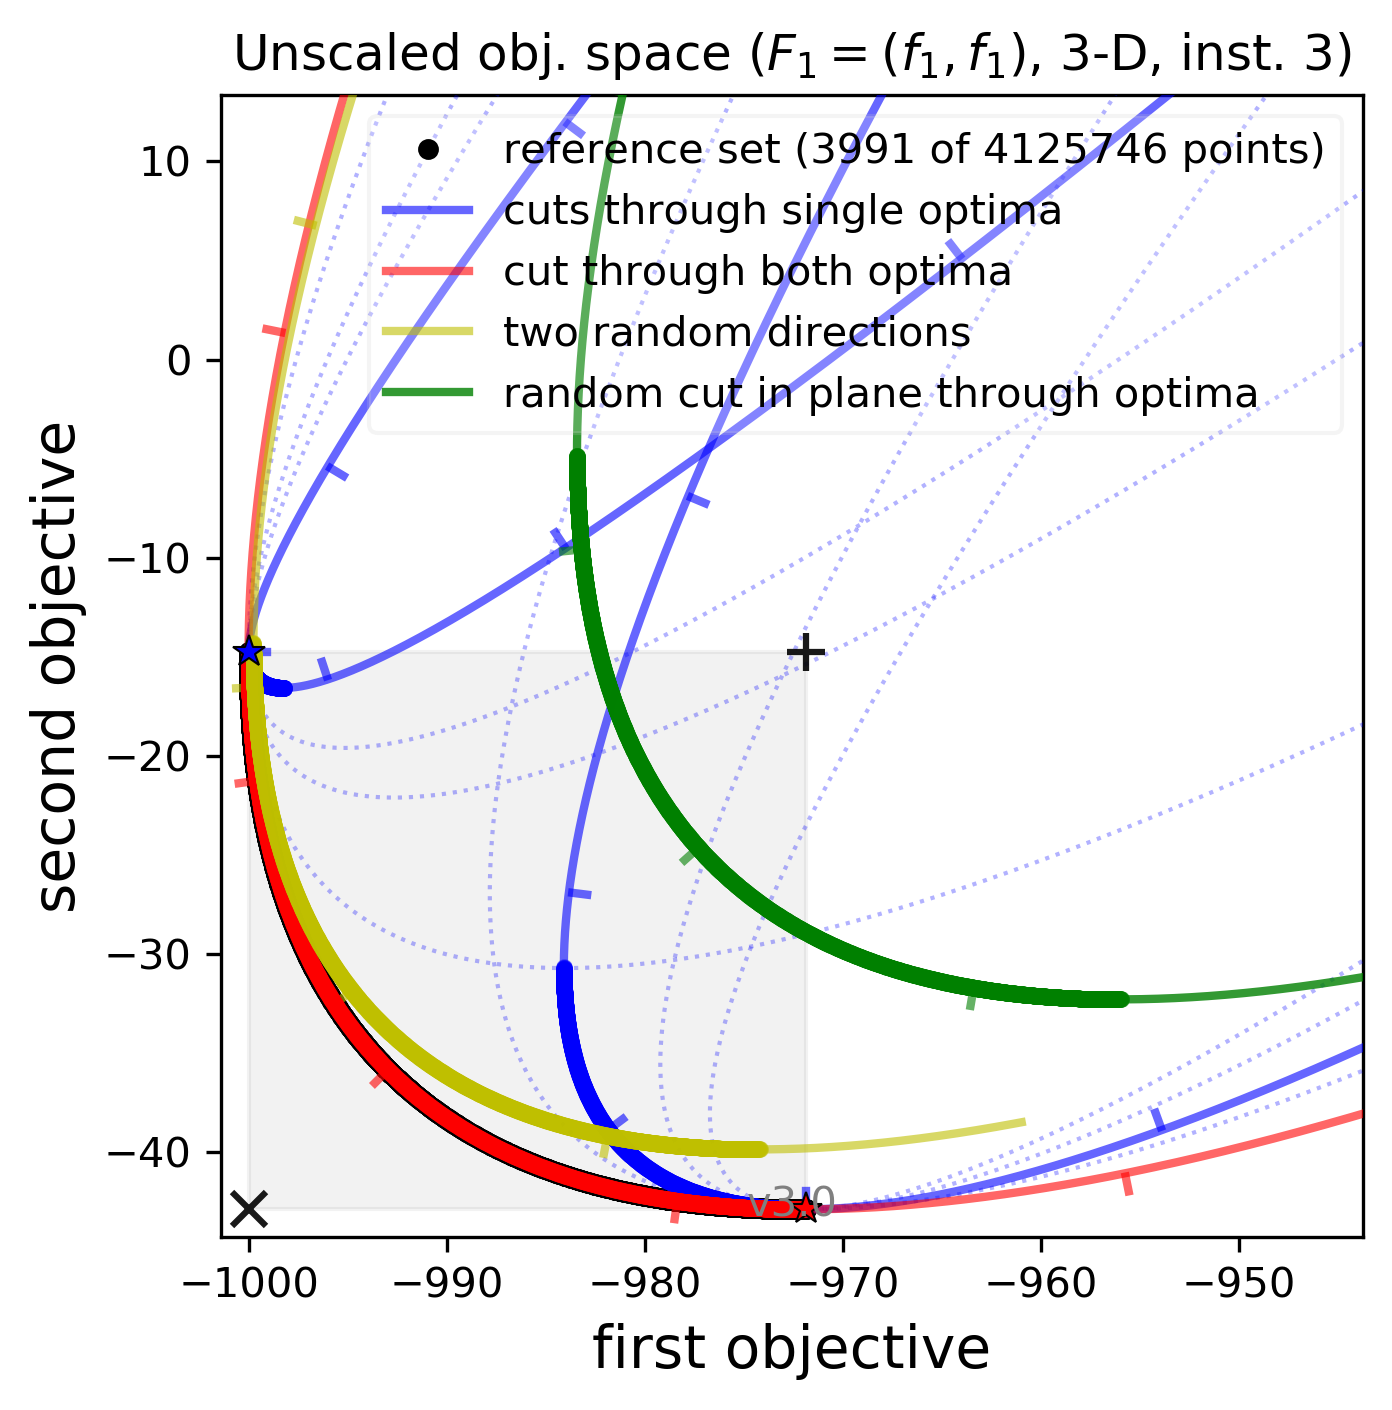 Unscaled obj. space (F₁ = (f₁, f₁), 3-D, inst. 3)
reference set (3991 of 4125746 points)
cuts through single optima
cut through both optima
two random directions
random cut in plane through optima
second objective
10
0
−10
−20
−30
−40
v3.0
−1000 −990 −980 −970 −960 −950
first objective